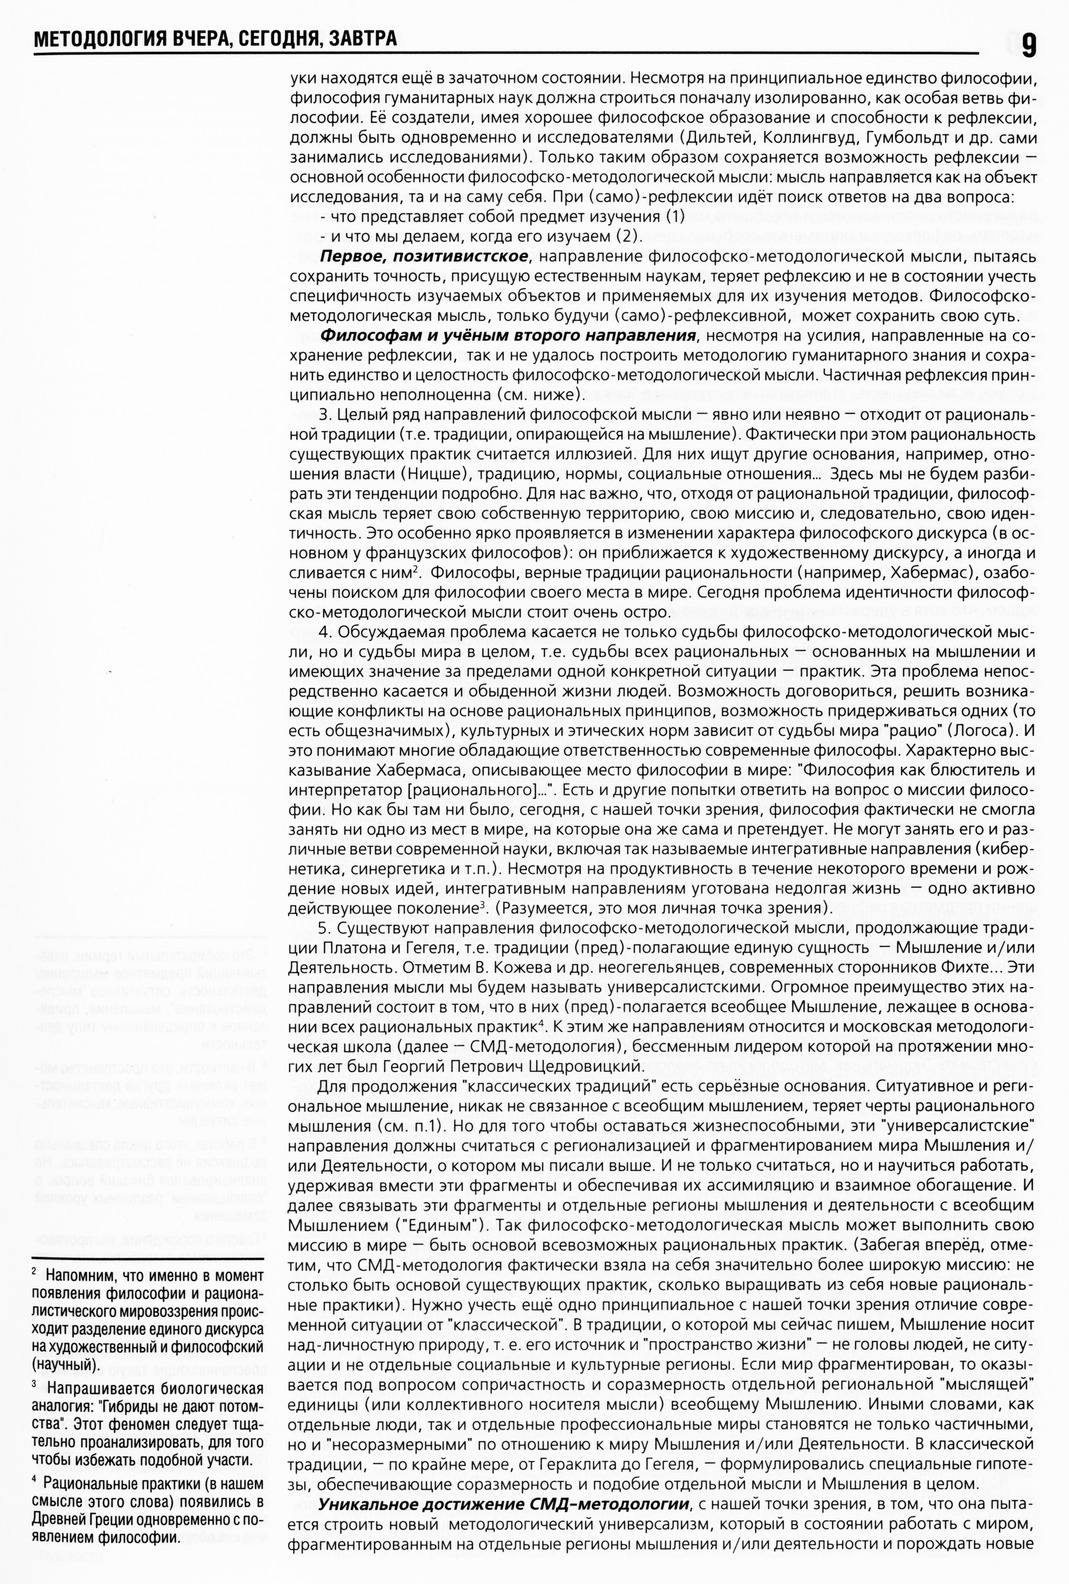 МЕТОДОЛОГИЯ ВЧЕРА, СЕГОДНЯ, ЗАВТРА
9
уки находятся ещё в зачаточном состоянии. Несмотря на принципиальное единство философии,
философия гуманитарных наук должна строиться поначалу изолированно, как особая ветвь фи-
лософии. Её создатели, имея хорошее философское образование и способности к рефлексии,
должны быть одновременно и исследователями (Дильтей, Коллингвуд, Гумбольдт и др. сами
занимались исследованиями). Только таким образом сохраняется возможность рефлексии —
основной особенности философско-методологической мысли: мысль направляется как на объект
исследования, та и на саму себя. При (само)-рефлексии идёт поиск ответов на два вопроса:
- что представляет собой предмет изучения (1)
- и что мы делаем, когда его изучаем (2).
Первое, позитивистское, направление философско-методологической мысли, пытаясь
сохранить точность, присущую естественным наукам, теряет рефлексию и не в состоянии учесть
специфичность изучаемых объектов и применяемых для их изучения методов. Философско-
методологическая мысль, только будучи (само)-рефлексивной, может сохранить свою суть.
Философам и учёным второго направления, несмотря на усилия, направленные на со-
хранение рефлексии, так и не удалось построить методологию гуманитарного знания и сохра-
нить единство и целостность философско-методологической мысли. Частичная рефлексия прин-
ципиально неполноценна (см. ниже).
3. Целый ряд направлений философской мысли — явно или неявно — отходит от рациональ-
ной традиции (т.е. традиции, опирающейся на мышление). Фактически при этом рациональность
существующих практик считается иллюзией. Для них ищут другие основания, например, отно-
шения власти (Ницше), традицию, нормы, социальные отношения... Здесь мы не будем разби-
рать эти тенденции подробно. Для нас важно, что, отходя от рациональной традиции, философ-
ская мысль теряет свою собственную территорию, свою миссию и, следовательно, свою иден-
тичность. Это особенно ярко проявляется в изменении характера философского дискурса (в ос-
новном у французских философов): он приближается к художественному дискурсу, а иногда и
сливается с ним². Философы, верные традиции рациональности (например, Хабермас), озабо-
чены поиском для философии своего места в мире. Сегодня проблема идентичности философ-
ско-методологической мысли стоит очень остро.
4. Обсуждаемая проблема касается не только судьбы философско-методологической мыс-
ли, но и судьбы мира в целом, т.е. судьбы всех рациональных — основанных на мышлении и
имеющих значение за пределами одной конкретной ситуации — практик. Эта проблема непос-
редственно касается и обыденной жизни людей. Возможность договориться, решить возника-
ющие конфликты на основе рациональных принципов, возможность придерживаться одних (то
есть общезначимых), культурных и этических норм зависит от судьбы мира "рацио" (Логоса). И
это понимают многие обладающие ответственностью современные философы. Характерно выс-
казывание Хабермаса, описывающее место философии в мире: "Философия как блюститель и
интерпретатор [рационального]...". Есть и другие попытки ответить на вопрос о миссии филосо-
фии. Но как бы там ни было, сегодня, с нашей точки зрения, философия фактически не смогла
занять ни одно из мест в мире, на которые она же сама и претендует. Не могут занять его и раз-
личные ветви современной науки, включая так называемые интегративные направления (кибер-
нетика, синергетика и т.п.). Несмотря на продуктивность в течение некоторого времени и рож-
дение новых идей, интегративным направлениям уготована недолгая жизнь — одно активно
действующее поколение³. (Разумеется, это моя личная точка зрения).
5. Существуют направления философско-методологической мысли, продолжающие тради-
ции Платона и Гегеля, т.е. традиции (пред)-полагающие единую сущность — Мышление и/или
Деятельность. Отметим В. Кожева и др. неогегельянцев, современных сторонников Фихте... Эти
направления мысли мы будем называть универсалистскими. Огромное преимущество этих на-
правлений состоит в том, что в них (пред)-полагается всеобщее Мышление, лежащее в основа-
нии всех рациональных практик⁴. К этим же направлениям относится и московская методологи-
ческая школа (далее — СМД-методология), бессменным лидером которой на протяжении мно-
гих лет был Георгий Петрович Щедровицкий.
Для продолжения "классических традиций" есть серьёзные основания. Ситуативное и реги-
ональное мышление, никак не связанное с всеобщим мышлением, теряет черты рационального
мышления (см. п.1). Но для того чтобы оставаться жизнеспособными, эти "универсалистские"
направления должны считаться с регионализацией и фрагментированием мира Мышления и/
или Деятельности, о котором мы писали выше. И не только считаться, но и научиться работать,
удерживая вместе эти фрагменты и обеспечивая их ассимиляцию и взаимное обогащение. И
далее связывать эти фрагменты и отдельные регионы мышления и деятельности с всеобщим
Мышлением ("Единым"). Так философско-методологическая мысль может выполнить свою
миссию в мире — быть основой всевозможных рациональных практик. (Забегая вперёд, отме-
тим, что СМД-методология фактически взяла на себя значительно более широкую миссию: не
столько быть основой существующих практик, сколько выращивать из себя новые рациональ-
ные практики). Нужно учесть ещё одно принципиальное с нашей точки зрения отличие совре-
менной ситуации от "классической". В традиции, о которой мы сейчас пишем, Мышление носит
над-личностную природу, т. е. его источник и "пространство жизни" — не головы людей, не ситу-
ации и не отдельные социальные и культурные регионы. Если мир фрагментирован, то оказы-
вается под вопросом сопричастность и соразмерность отдельной региональной "мыслящей"
единицы (или коллективного носителя мысли) всеобщему Мышлению. Иными словами, как
отдельные люди, так и отдельные профессиональные миры становятся не только частичными,
но и "несоразмерными" по отношению к миру Мышления и/или Деятельности. В классической
традиции, — по крайне мере, от Гераклита до Гегеля, — формулировались специальные гипоте-
зы, обеспечивающие соразмерность и подобие отдельной мысли и Мышления в целом.
Уникальное достижение СМД-методологии, с нашей точки зрения, в том, что она пыта-
ется строить новый методологический универсализм, который в состоянии работать с миром,
фрагментированным на отдельные регионы мышления и/или деятельности и порождать новые
² Напомним, что именно в момент
появления философии и рациона-
листического мировоззрения проис-
ходит разделение единого дискурса
на художественный и философский
(научный).
³ Напрашивается биологическая
аналогия: "Гибриды не дают потом-
ства". Этот феномен следует тща-
тельно проанализировать, для того
чтобы избежать подобной участи.
⁴ Рациональные практики (в нашем
смысле этого слова) появились в
Древней Греции одновременно с по-
явлением философии.